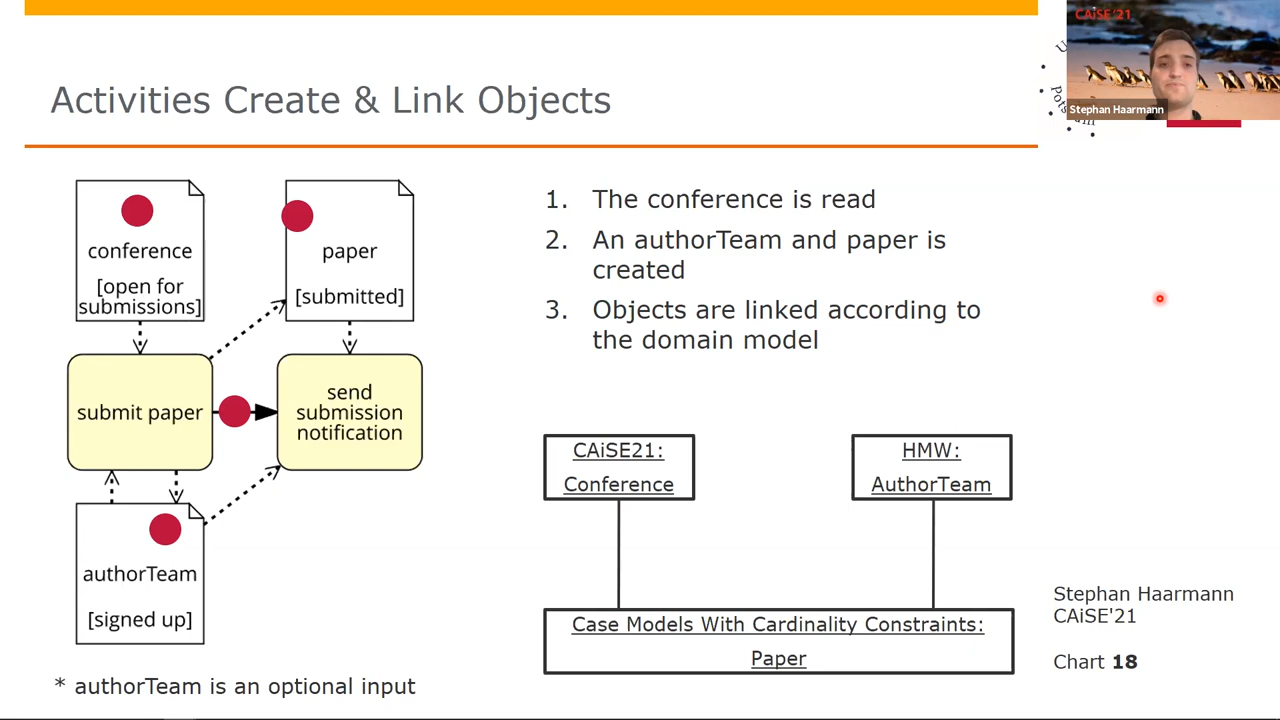 CAiSE'21
Stephan Haarmann
Activities Create & Link Objects
conference
[open for
submissions]
paper
[submitted]
submit paper
send
submission
notification
authorTeam
[signed up]
* authorTeam is an optional input
1. The conference is read
2. An authorTeam and paper is
created
3. Objects are linked according to
the domain model
CAiSE21:
Conference
HMW:
AuthorTeam
Case Models With Cardinality Constraints:
Paper
Stephan Haarmann
CAiSE'21
Chart 18